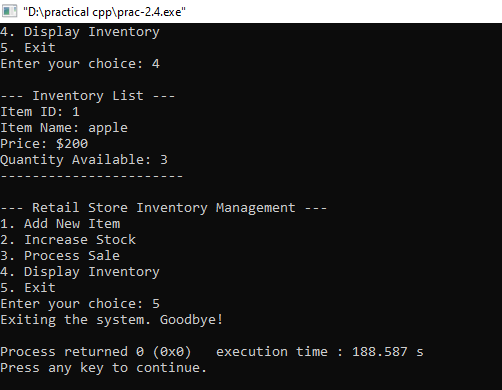 "D:\practical cpp\prac-2.4.exe"
4. Display Inventory
5. Exit
Enter your choice: 4

--- Inventory List ---
Item ID: 1
Item Name: apple
Price: $200
Quantity Available: 3
-----------------------

--- Retail Store Inventory Management ---
1. Add New Item
2. Increase Stock
3. Process Sale
4. Display Inventory
5. Exit
Enter your choice: 5
Exiting the system. Goodbye!

Process returned 0 (0x0)   execution time : 188.587 s
Press any key to continue.